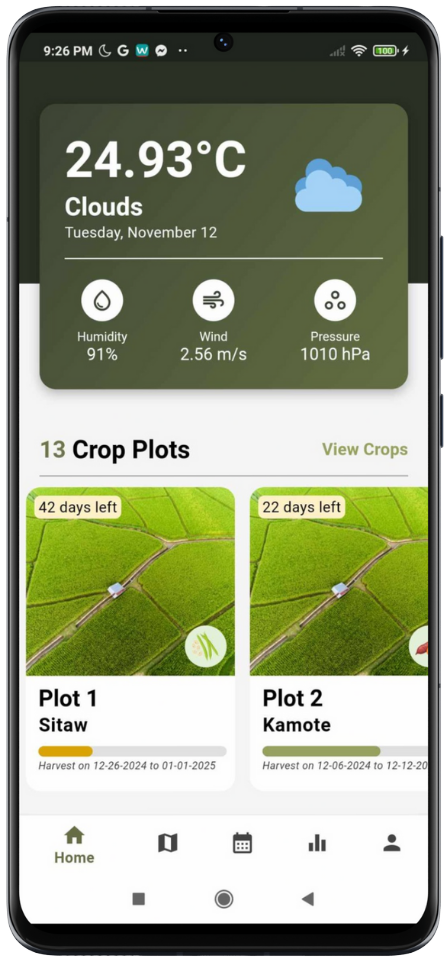 9:26 PM
100
24.93°C
Clouds
Tuesday, November 12
Humidity
91%
Wind
2.56 m/s
Pressure
1010 hPa
13 Crop Plots
View Crops
42 days left
Plot 1
Sitaw
Harvest on 12-26-2024 to 01-01-2025
22 days left
Plot 2
Kamote
Harvest on 12-06-2024 to 12-12-20
Home